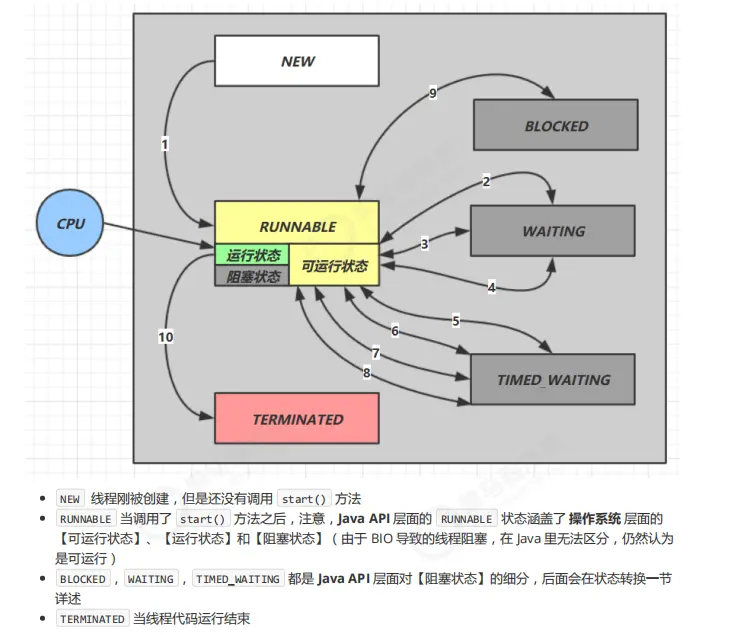 NEW
9
BLOCKED
1
2
CPU
RUNNABLE
WAITING
3
运行状态
可运行状态
阻塞状态
4
5
10
6
7
8
TIMED_WAITING
TERMINATED
NEW 线程刚被创建，但是还没有调用 start() 方法
RUNNABLE 当调用了 start() 方法之后，注意，Java API 层面的 RUNNABLE 状态涵盖了 操作系统 层面的
【可运行状态】、【运行状态】和【阻塞状态】（由于 BIO 导致的线程阻塞，在 Java 里无法区分，仍然认为
是可运行）
BLOCKED ， WAITING ， TIMED_WAITING 都是 Java API 层面对【阻塞状态】的细分，后面会在状态转换一节
详述
TERMINATED 当线程代码运行结束